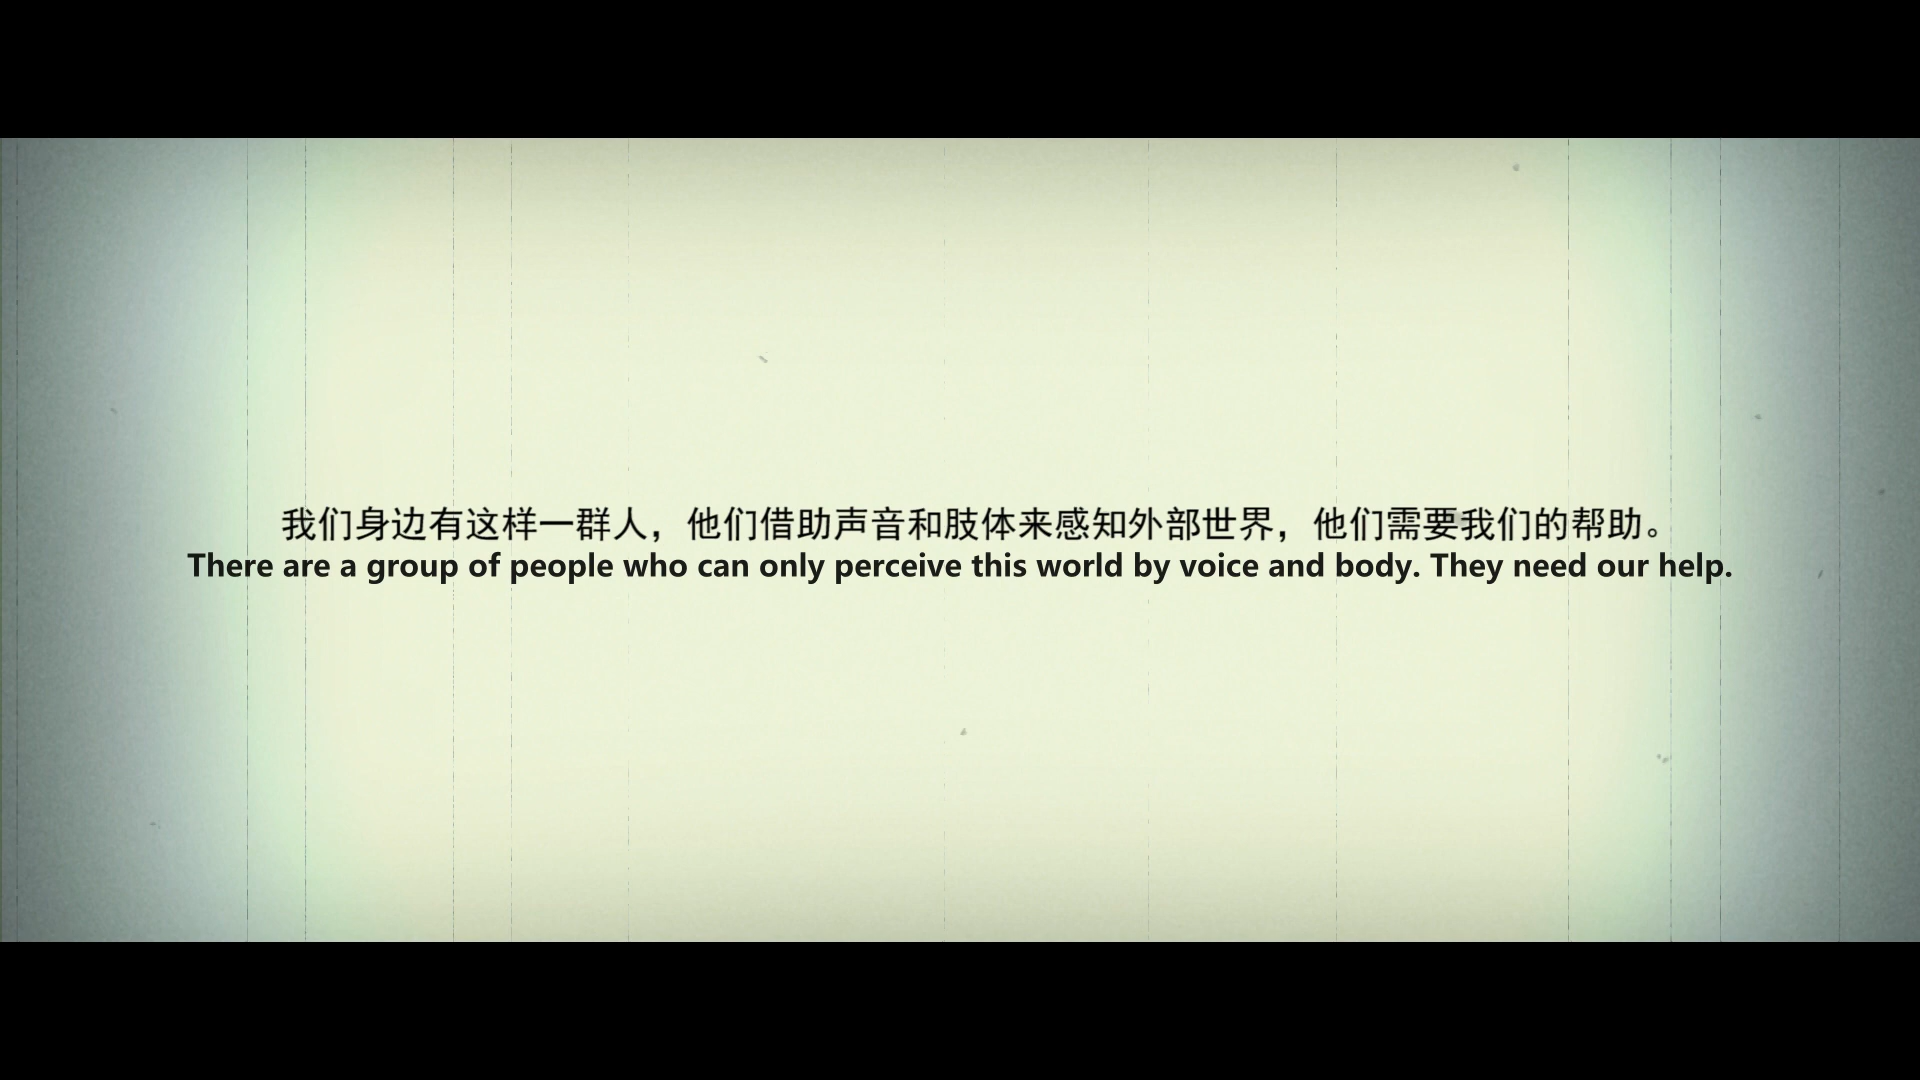 我们身边有这样一群人，他们借助声音和肢体来感知外部世界，他们需要我们的帮助。
There are a group of people who can only perceive this world by voice and body. They need our help.